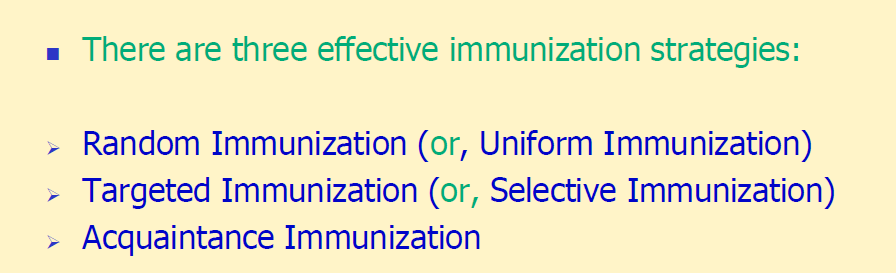 There are three effective immunization strategies:
Random Immunization (or, Uniform Immunization)
Targeted Immunization (or, Selective Immunization)
Acquaintance Immunization